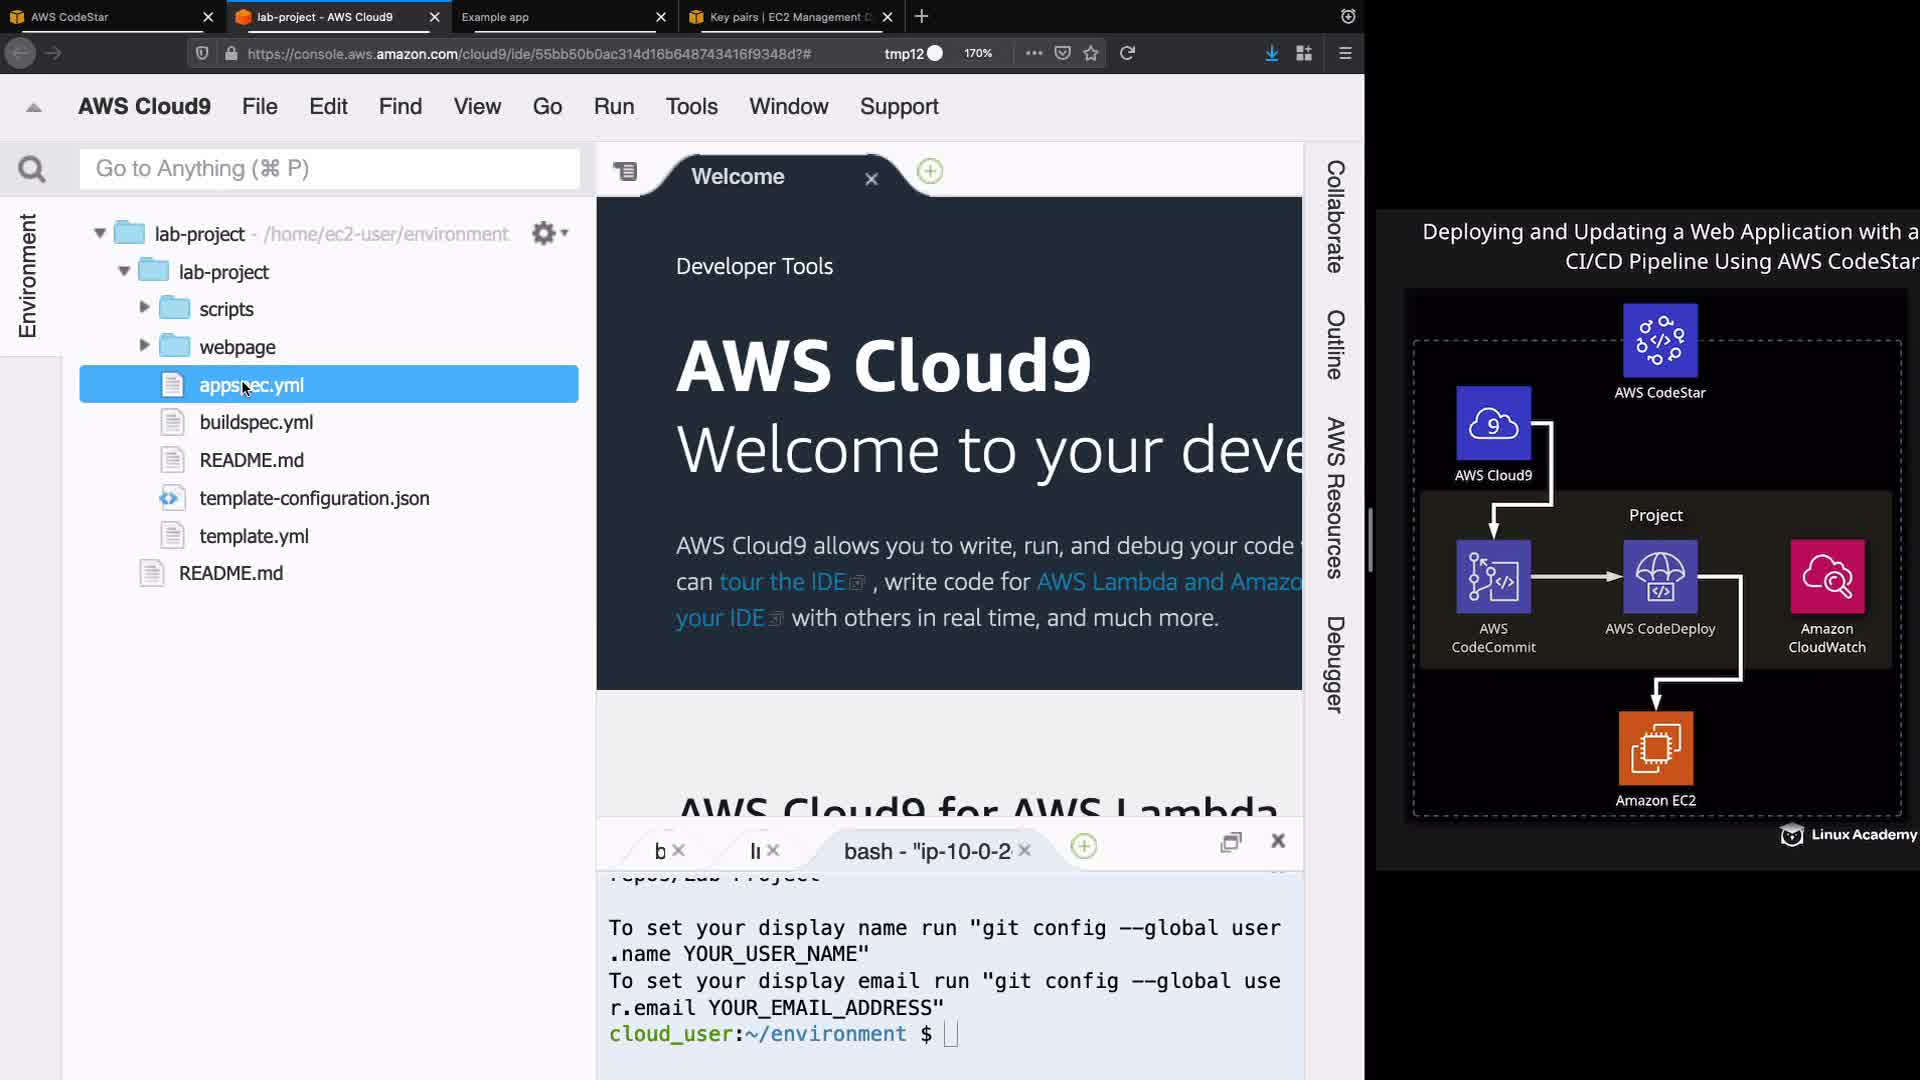 AWS CodeStar
lab-project - AWS Cloud9
Example app
Key pairs | EC2 Management
https://console.aws.amazon.com/cloud9/ide/55bb50b0ac314d16b648743416f9348d?#
tmp12
170%
AWS Cloud9 File Edit Find View Go Run Tools Window Support
Go to Anything (⌘ P)
Welcome
Environment
lab-project - /home/ec2-user/environment
lab-project
scripts
webpage
appspec.yml
buildspec.yml
README.md
template-configuration.json
template.yml
README.md
Developer Tools
AWS Cloud9
Welcome to your deve
AWS Cloud9 allows you to write, run, and debug your code
can tour the IDE , write code for AWS Lambda and Amazo
your IDE with others in real time, and much more.
AWS Cloud9 for AWS Lambda
Collaborate
Outline
AWS Resources
Debugger
bash - "ip-10-0-2
To set your display name run "git config --global user
.name YOUR_USER_NAME"
To set your display email run "git config --global use
r.email YOUR_EMAIL_ADDRESS"
cloud_user:~/environment $
Deploying and Updating a Web Application with a
CI/CD Pipeline Using AWS CodeStar
AWS CodeStar
9
AWS Cloud9
Project
AWS
CodeCommit
AWS CodeDeploy
Amazon
CloudWatch
Amazon EC2
Linux Academy